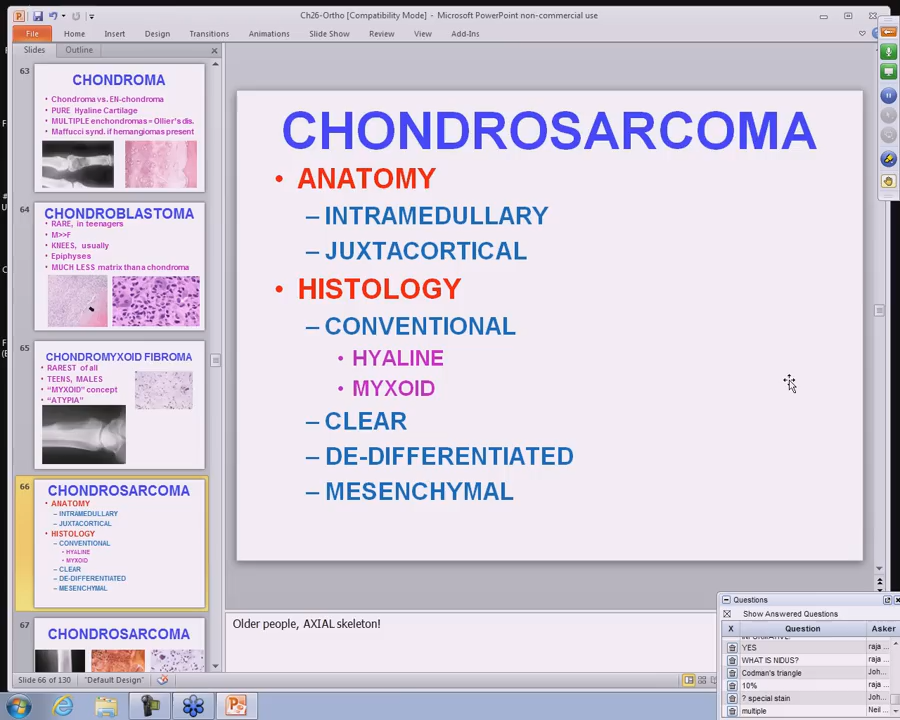 Ch26-Ortho [Compatibility Mode] - Microsoft PowerPoint non-commercial use
File Home Insert Design Transitions Animations Slide Show Review View Add-Ins
Slides Outline
63
CHONDROMA
• Chondroma vs. EN-chondroma
• PURE Hyaline Cartilage
• MULTIPLE enchondromas = Ollier's dis.
• Maffucci synd. if hemangiomas present
64
CHONDROBLASTOMA
• RARE, in teenagers
• M>>F
• KNEES, usually
• Epiphyses
• MUCH LESS matrix than a chondroma
65
CHONDROMYXOID FIBROMA
• RAREST of all
• TEENS, MALES
• "MYXOID" concept
• "ATYPIA"
66
CHONDROSARCOMA
• ANATOMY
– INTRAMEDULLARY
– JUXTACORTICAL
• HISTOLOGY
– CONVENTIONAL
• HYALINE
• MYXOID
– CLEAR
– DE-DIFFERENTIATED
– MESENCHYMAL
67
CHONDROSARCOMA
CHONDROSARCOMA
• ANATOMY
– INTRAMEDULLARY
– JUXTACORTICAL
• HISTOLOGY
– CONVENTIONAL
• HYALINE
• MYXOID
– CLEAR
– DE-DIFFERENTIATED
– MESENCHYMAL
Older people, AXIAL skeleton!
Questions
Show Answered Questions
X Question Asker
YES raja ...
WHAT IS NIDUS? raja ...
Codman's triangle Joh...
10% raja ...
? special stain Joh...
multiple Neil ...
Slide 66 of 130 "Default Design"